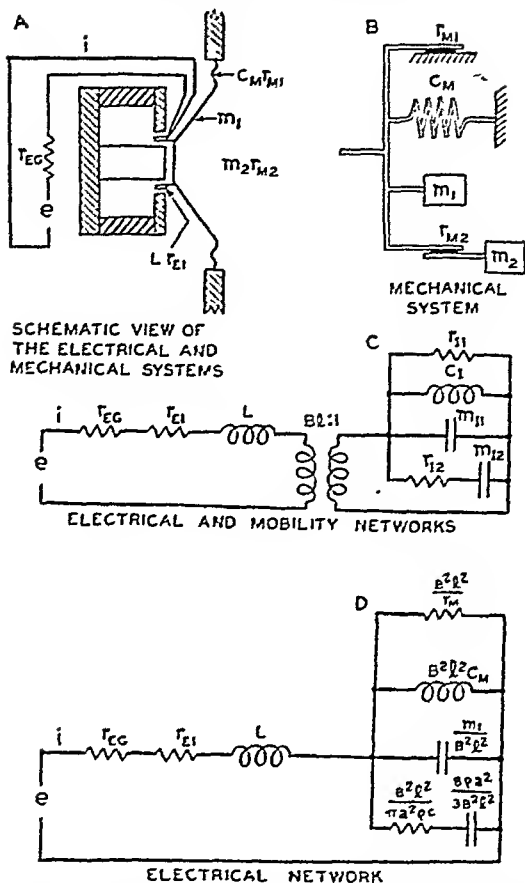 A
i
C_M r_M1
m_1
r_EG
m_2 r_M2
e
L r_E1
SCHEMATIC VIEW OF
THE ELECTRICAL AND
MECHANICAL SYSTEMS
B
r_M1
C_M
m_1
r_M2
m_2
MECHANICAL
SYSTEM
C
r_I1
C_I
m_I1
r_I2 m_I2
i r_EG r_E1 L Bl:1
e
ELECTRICAL AND MOBILITY NETWORKS
D
B²l²
r_M
B²l²C_M
m_1
B²l²
B²l²
πa²ρc
8ρa²
3B²l²
i r_EG r_E1 L
e
ELECTRICAL NETWORK